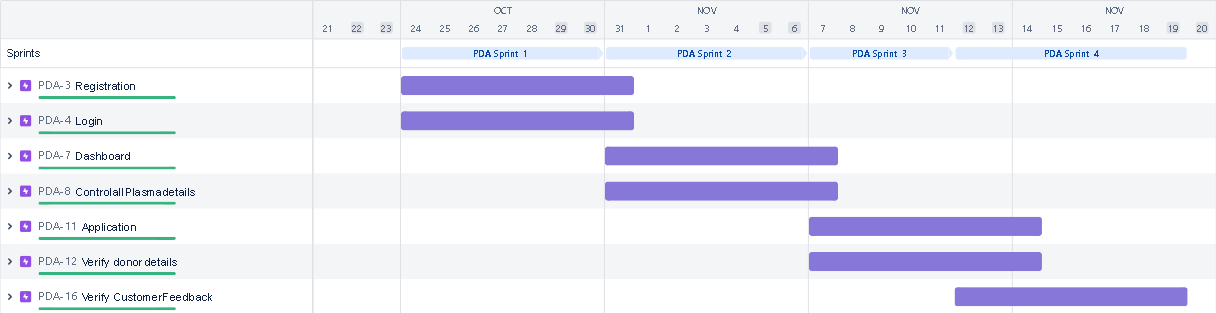 OCT NOV NOV NOV
21 22 23 24 25 26 27 28 29 30 31 1 2 3 4 5 6 7 8 9 10 11 12 13 14 15 16 17 18 19 20
Sprints PDA Sprint 1 PDA Sprint 2 PDA Sprint 3 PDA Sprint 4
PDA-3 Registration
PDA-4 Login
PDA-7 Dashboard
PDA-8 Controlall Plasmadetails
PDA-11 Application
PDA-12 Verify donordetails
PDA-16 Verify CustomerFeedback